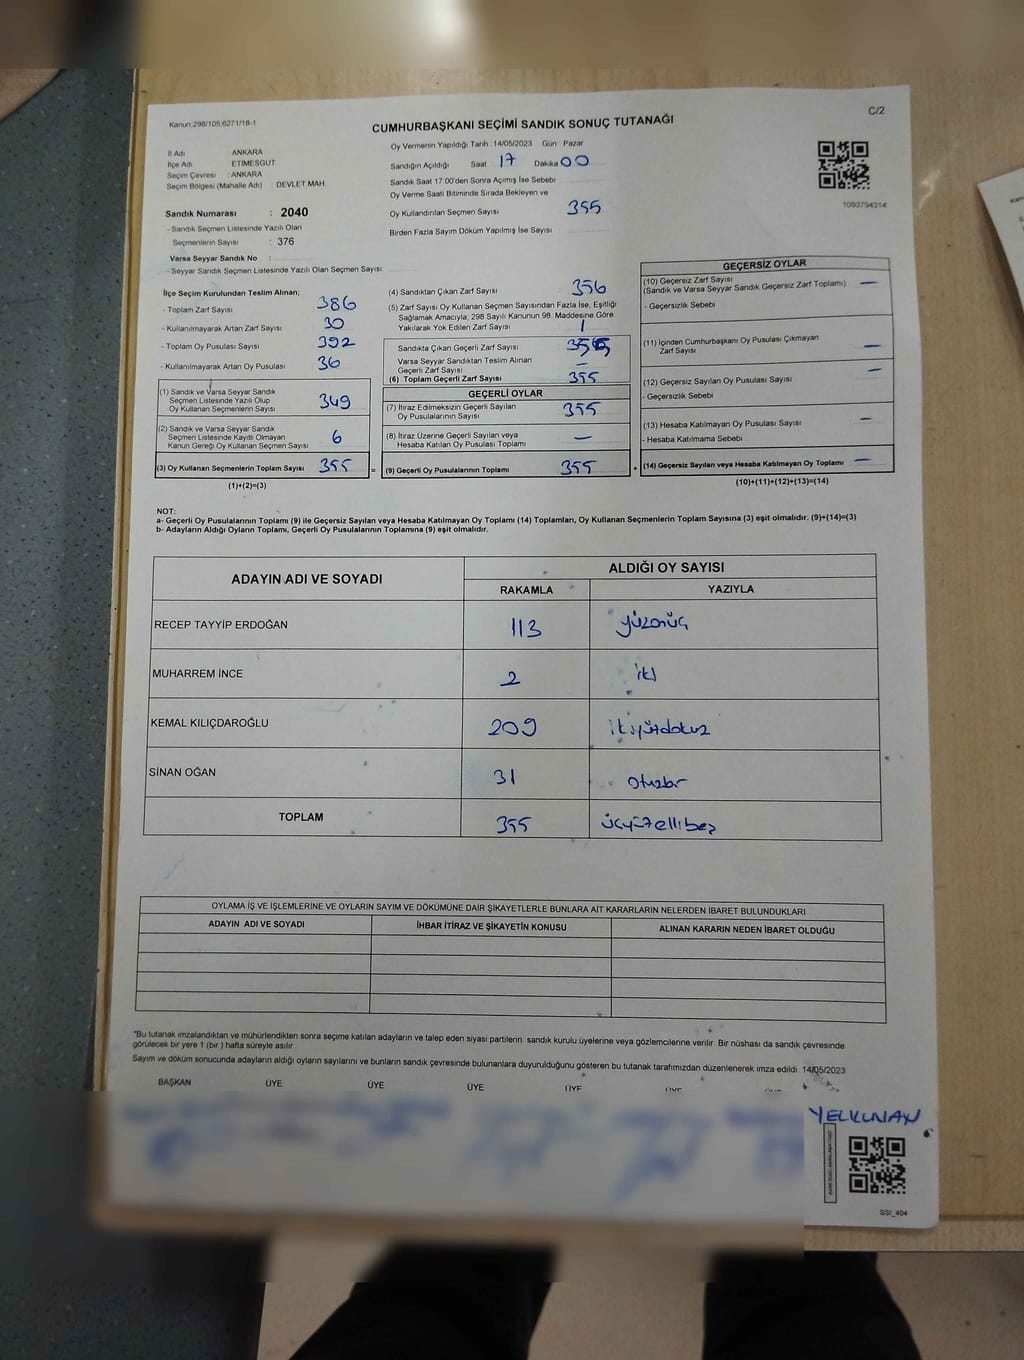 Kanun:298/105;6271/18-1
C/2
CUMHURBAŞKANI SEÇİMİ SANDIK SONUÇ TUTANAĞI
İl Adı ANKARA
İlçe Adı ETİMESGUT
Seçim Çevresi : ANKARA
Seçim Bölgesi (Mahalle Adı) DEVLET MAH.
Sandık Numarası : 2040
- Sandık Seçmen Listesinde Yazılı Olan
Seçmenlerin Sayısı : 376
Varsa Seyyar Sandık No :
- Seyyar Sandık Seçmen Listesinde Yazılı Olan Seçmen Sayısı
Oy Vermenin Yapıldığı Tarih 14/05/2023 Gün Pazar
Sandığın Açıldığı Saat 17 Dakika 00
Sandık Saat 17:00'den Sonra Açımış İse Sebebi
Oy Verme Saati Bitiminde Sırada Bekleyen ve
Oy Kullandırılan Seçmen Sayısı 355
Birden Fazla Sayım Döküm Yapılmış İse Sayısı
1093794314
İlçe Seçim Kurulundan Teslim Alınan;
- Toplam Zarf Sayısı 386
- Kullanılmayarak Artan Zarf Sayısı 30
- Toplam Oy Pusulası Sayısı 392
- Kullanılmayarak Artan Oy Pusulası 36
(1) Sandık ve Varsa Seyyar Sandık
Seçmen Listesinde Yazılı Olup
Oy Kullanan Seçmenlerin Sayısı 349
(2) Sandık ve Varsa Seyyar Sandık
Seçmen Listesinde Kayıtlı Olmayan
Kanun Gereği Oy Kullanan Seçmen Sayısı 6
(3) Oy Kullanan Seçmenlerin Toplam Sayısı 355 =
(1)+(2)=(3)
(4) Sandıktan Çıkan Zarf Sayısı 356
(5) Zarf Sayısı Oy Kullanan Seçmen Sayısından Fazla İse, Eşitliği
Sağlamak Amacıyla, 298 Sayılı Kanunun 98. Maddesine Göre
Yakılarak Yok Edilen Zarf Sayısı 1
Sandıkta Çıkan Geçerli Zarf Sayısı
Varsa Seyyar Sandıktan Teslim Alınan
Geçerli Zarf Sayısı —
(6) Toplam Geçerli Zarf Sayısı 355
GEÇERLİ OYLAR
(7) İtiraz Edilmeksizin Geçerli Sayılan
Oy Pusulalarının Sayısı 355
(8) İtiraz Üzerine Geçerli Sayılan veya
Hesaba Katılan Oy Pusulası Toplamı —
(9) Geçerli Oy Pusulalarının Toplamı 355 +
GEÇERSİZ OYLAR
(10) Geçersiz Zarf Sayısı
(Sandık ve Varsa Seyyar Sandık Geçersiz Zarf Toplamı) —
- Geçersizlik Sebebi
(11) İçinden Cumhurbaşkanı Oy Pusulası Çıkmayan
Zarf Sayısı —
(12) Geçersiz Sayılan Oy Pusulası Sayısı —
- Geçersizlik Sebebi
(13) Hesaba Katılmayan Oy Pusulası Sayısı —
- Hesaba Katılmama Sebebi
(14) Geçersiz Sayılan veya Hesaba Katılmayan Oy Toplamı —
(10)+(11)+(12)+(13)=(14)
NOT:
a- Geçerli Oy Pusulalarının Toplamı (9) ile Geçersiz Sayılan veya Hesaba Katılmayan Oy Toplamı (14) Toplamları, Oy Kullanan Seçmenlerin Toplam Sayısına (3) eşit olmalıdır. (9)+(14)=(3)
b- Adayların Aldığı Oyların Toplamı, Geçerli Oy Pusulalarının Toplamına (9) eşit olmalıdır.
ADAYIN ADI VE SOYADI ALDIĞI OY SAYISI
RAKAMLA YAZIYLA
RECEP TAYYİP ERDOĞAN 113 yüzonüç
MUHARREM İNCE 2 iki
KEMAL KILIÇDAROĞLU 209 ikiyüzdokuz
SİNAN OĞAN 31 otuzbir
TOPLAM 355 üçyüzellibeş
OYLAMA İŞ VE İŞLEMLERİNE VE OYLARIN SAYIM VE DÖKÜMÜNE DAİR ŞİKAYETLERLE BUNLARA AİT KARARLARIN NELERDEN İBARET BULUNDUKLARI
ADAYIN ADI VE SOYADI İHBAR İTİRAZ VE ŞİKAYETİN KONUSU ALINAN KARARIN NEDEN İBARET OLDUĞU
*Bu tutanak imzalandıktan ve mühürlendikten sonra seçime katılan adayların ve talep eden siyasi partilerin sandık kurulu üyelerine veya gözlemcilerine verilir. Bir nüshası da sandık çevresinde
görülecek bir yere 1 (bir ) hafta süreyle asılır.
Sayım ve döküm sonucunda adayların aldığı oyların sayılarını ve bunların sandık çevresinde bulunanlara duyurulduğunu gösteren bu tutanak tarafımızdan düzenlenerek imza edildi. 14/05/2023
BAŞKAN ÜYE ÜYE ÜYE ÜYE ÜYE
YELKUNAN
SSI_404